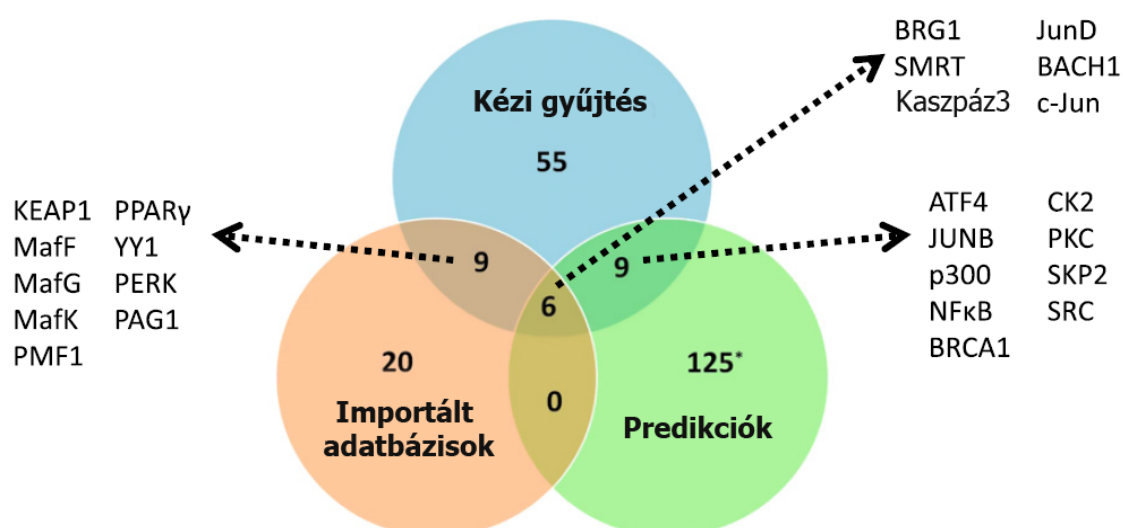 BRG1 JunD
SMRT BACH1
Kaszpáz3 c-Jun
Kézi gyűjtés
55
KEAP1 PPARγ
MafF YY1
MafG PERK
MafK PAG1
PMF1
9
9
6
ATF4 CK2
JUNB PKC
p300 SKP2
NFκB SRC
BRCA1
20
125*
0
Importált
adatbázisok
Predikciók